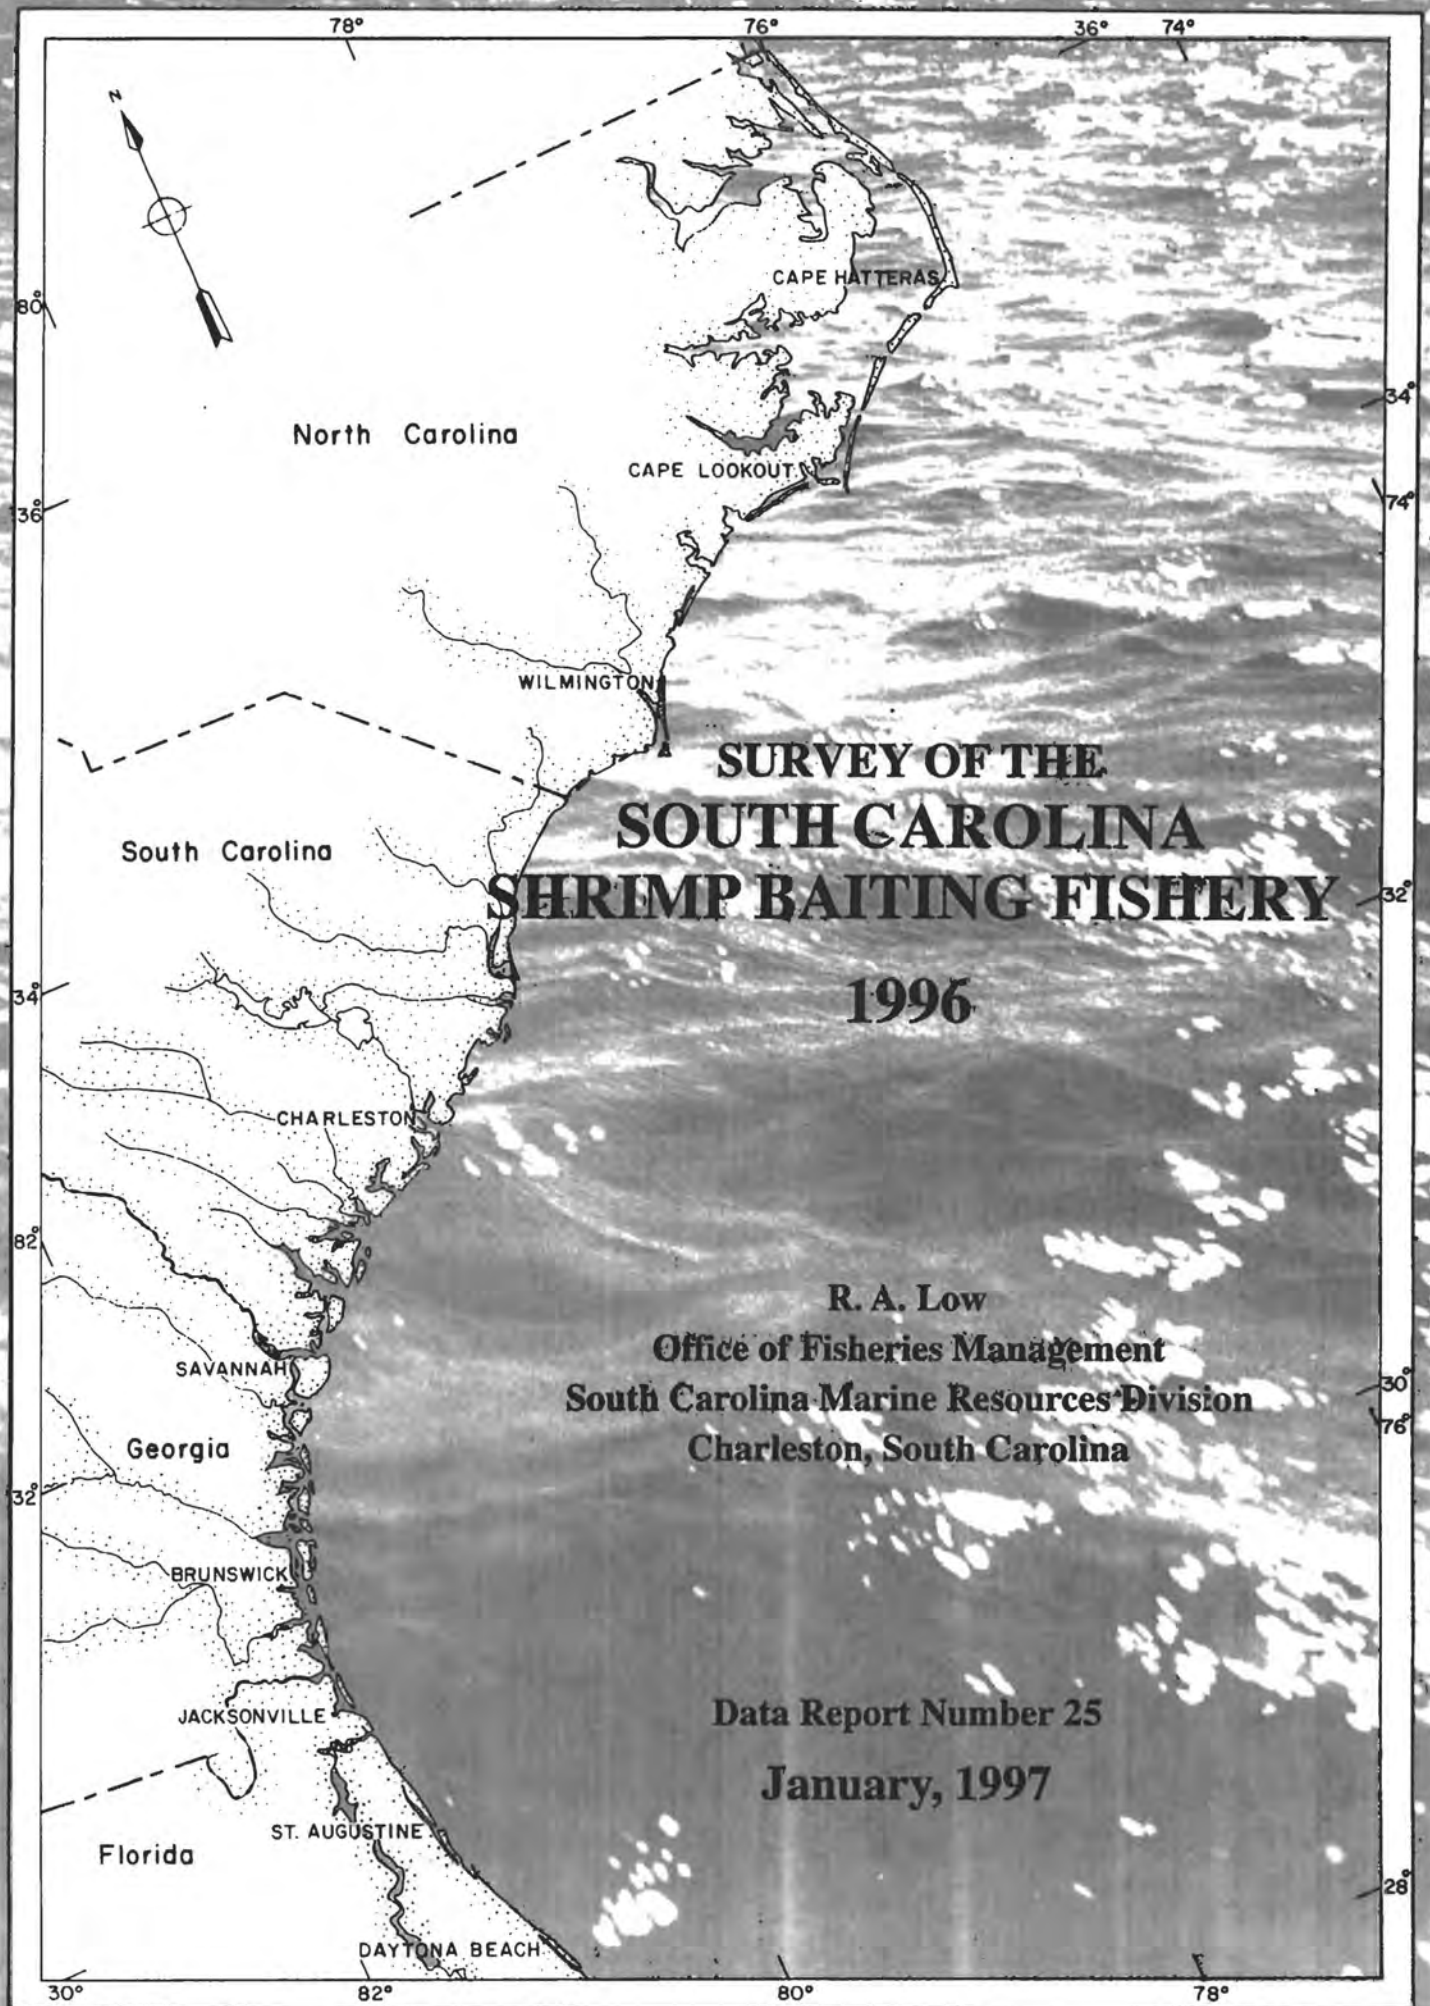 78°
76°
36°
74°
N
CAPE HATTERAS
80°
34°
North Carolina
CAPE LOOKOUT
74°
36°
WILMINGTON
SURVEY OF THE
SOUTH CAROLINA
South Carolina
SHRIMP BAITING FISHERY
32°
34°
1996
CHARLESTON
82°
R. A. Low
Office of Fisheries Management
SAVANNAH
30°
South Carolina Marine Resources Division
76°
Georgia
Charleston, South Carolina
32°
BRUNSWICK
JACKSONVILLE
Data Report Number 25
January, 1997
ST. AUGUSTINE
Florida
28°
DAYTONA BEACH
30°
82°
80°
78°